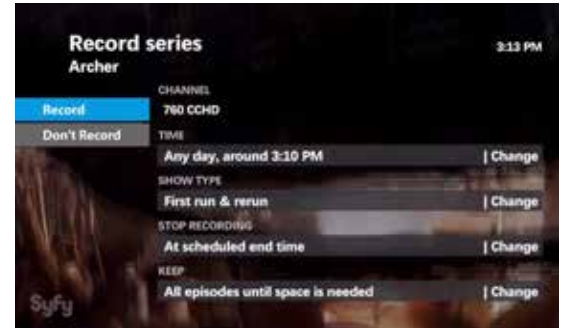 Record series
3:13 PM
Archer
CHANNEL
Record
760 CCHD
Don't Record
TIME
Any day, around 3:10 PM | Change
SHOW TYPE
First run & rerun | Change
STOP RECORDING
At scheduled end time | Change
KEEP
All episodes until space is needed | Change
Syfy